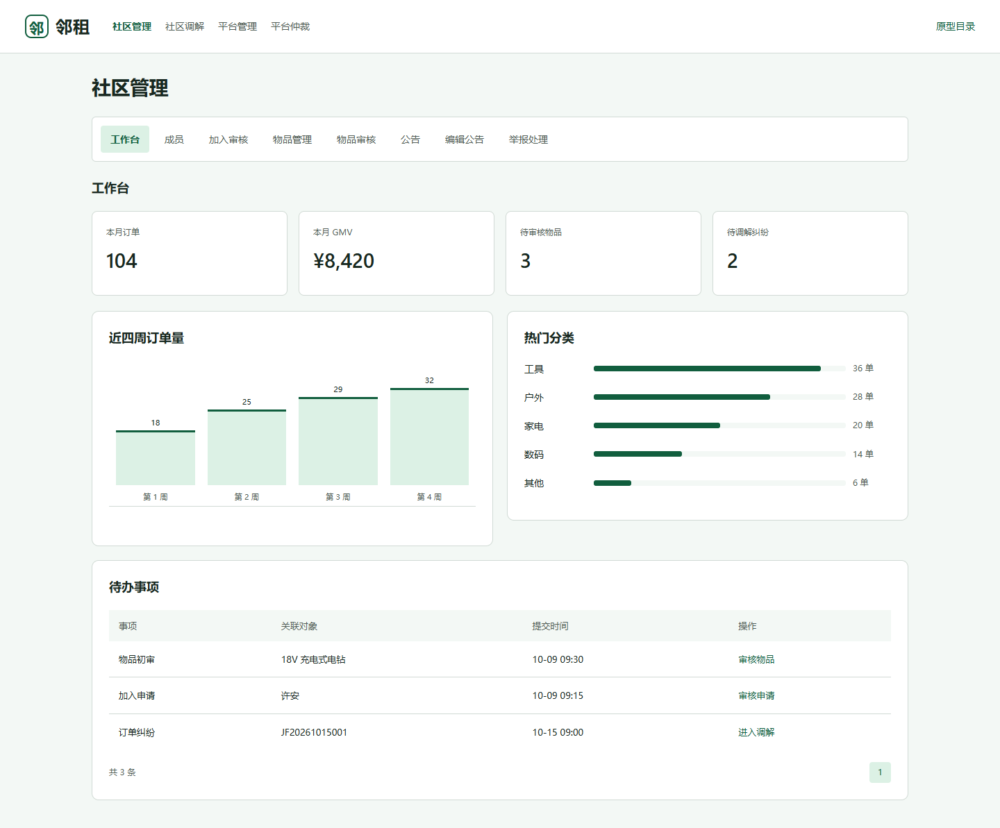 邻 邻租 社区管理 社区调解 平台管理 平台仲裁 原型目录
社区管理
工作台 成员 加入审核 物品管理 物品审核 公告 编辑公告 举报处理
工作台
本月订单
104
本月 GMV
¥8,420
待审核物品
3
待调解纠纷
2
近四周订单量
18
25
29
32
第 1 周 第 2 周 第 3 周 第 4 周
热门分类
工具 36 单
户外 28 单
家电 20 单
数码 14 单
其他 6 单
待办事项
事项 关联对象 提交时间 操作
物品初审 18V 充电式电钻 10-09 09:30 审核物品
加入申请 许安 10-09 09:15 审核申请
订单纠纷 JF20261015001 10-15 09:00 进入调解
共 3 条 1